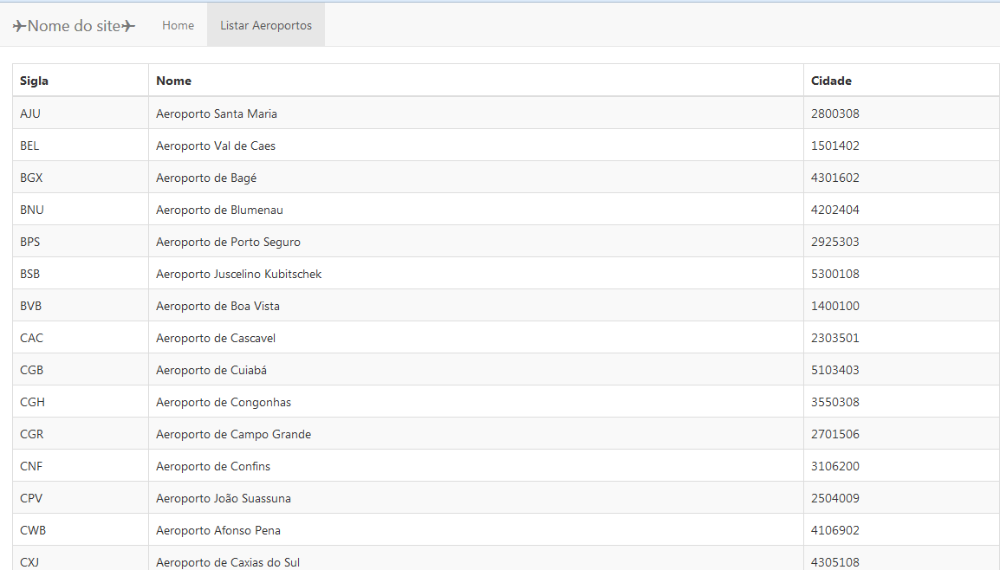 ✈Nome do site✈ Home Listar Aeroportos
Sigla Nome Cidade
AJU Aeroporto Santa Maria 2800308
BEL Aeroporto Val de Caes 1501402
BGX Aeroporto de Bagé 4301602
BNU Aeroporto de Blumenau 4202404
BPS Aeroporto de Porto Seguro 2925303
BSB Aeroporto Juscelino Kubitschek 5300108
BVB Aeroporto de Boa Vista 1400100
CAC Aeroporto de Cascavel 2303501
CGB Aeroporto de Cuiabá 5103403
CGH Aeroporto de Congonhas 3550308
CGR Aeroporto de Campo Grande 2701506
CNF Aeroporto de Confins 3106200
CPV Aeroporto João Suassuna 2504009
CWB Aeroporto Afonso Pena 4106902
CXJ Aeroporto de Caxias do Sul 4305108